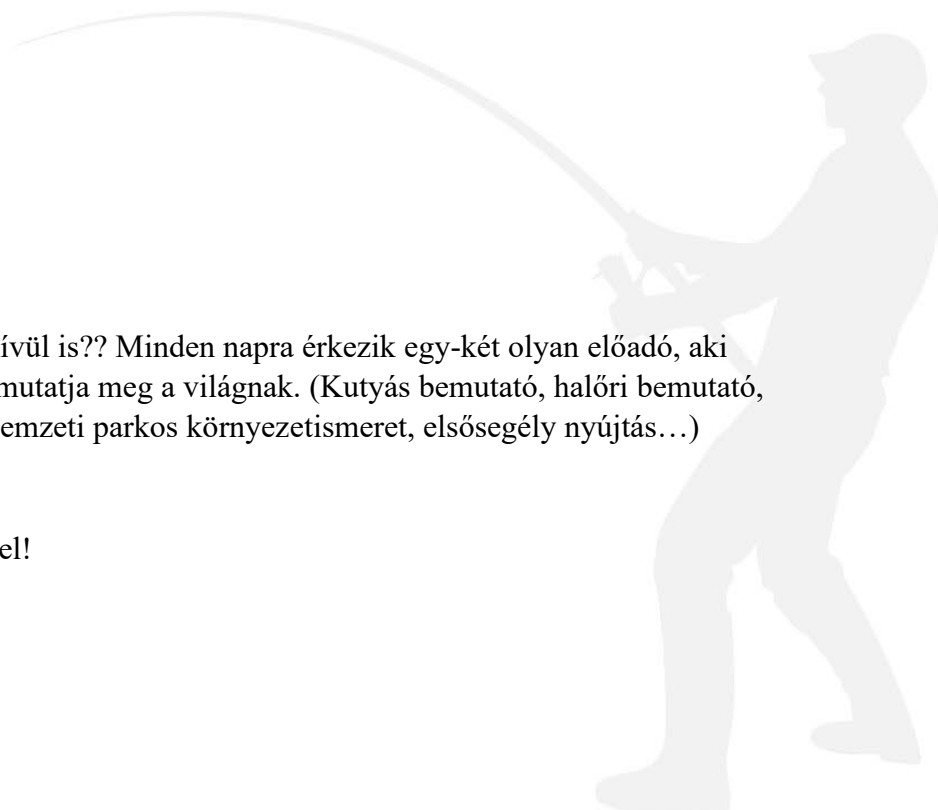 ívül is?? Minden napra érkezik egy-két olyan előadó, aki
mutatja meg a világnak. (Kutyás bemutató, halőri bemutató,
emzeti parkos környezetismeret, elsősegély nyújtás…)
el!